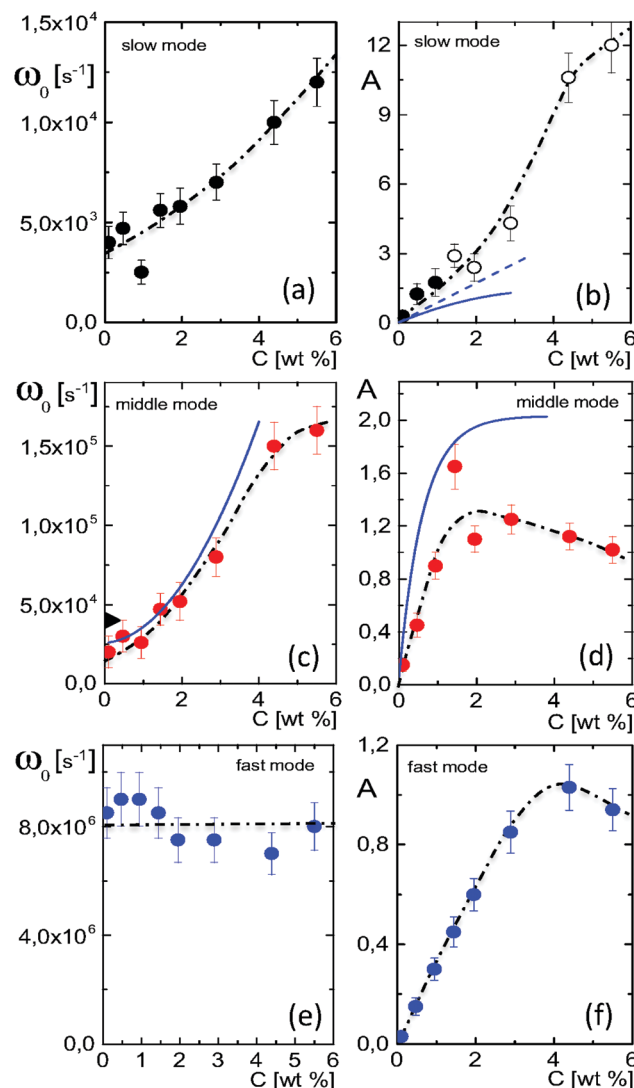 1,5x10⁴
slow mode
ω₀ [s⁻¹]
1,0x10⁴
5,0x10³
0,0
(a)
0 2 4 6
C [wt %]
12
slow mode
A
9
6
3
0
(b)
0 2 4 6
C [wt %]
ω₀ [s⁻¹]
middle mode
1,5x10⁵
1,0x10⁵
5,0x10⁴
0,0
(c)
0 2 4 6
C [wt %]
A
middle mode
2,0
1,6
1,2
0,8
0,4
0,0
(d)
0 2 4 6
C [wt %]
ω₀ [s⁻¹]
fast mode
8,0x10⁶
4,0x10⁶
0,0
(e)
0 1 2 3 4 5 6
C [wt %]
1,2
A
fast mode
0,8
0,4
0,0
(f)
0 2 4 6
C [wt %]